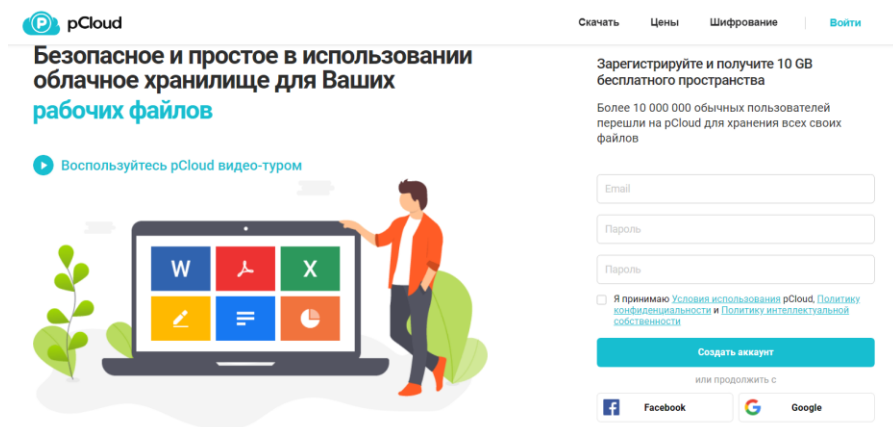 pCloud
Скачать
Цены
Шифрование
Войти
Безопасное и простое в использовании
облачное хранилище для Ваших
рабочих файлов
Воспользуйтесь pCloud видео-туром
W
X
Зарегистрируйте и получите 10 GB
бесплатного пространства
Более 10 000 000 обычных пользователей
перешли на pCloud для хранения всех своих
файлов
Email
Пароль
Пароль
Я принимаю Условия использования pCloud, Политику
конфиденциальности и Политику интеллектуальной
собственности
Создать аккаунт
или продолжить с
Facebook
Google